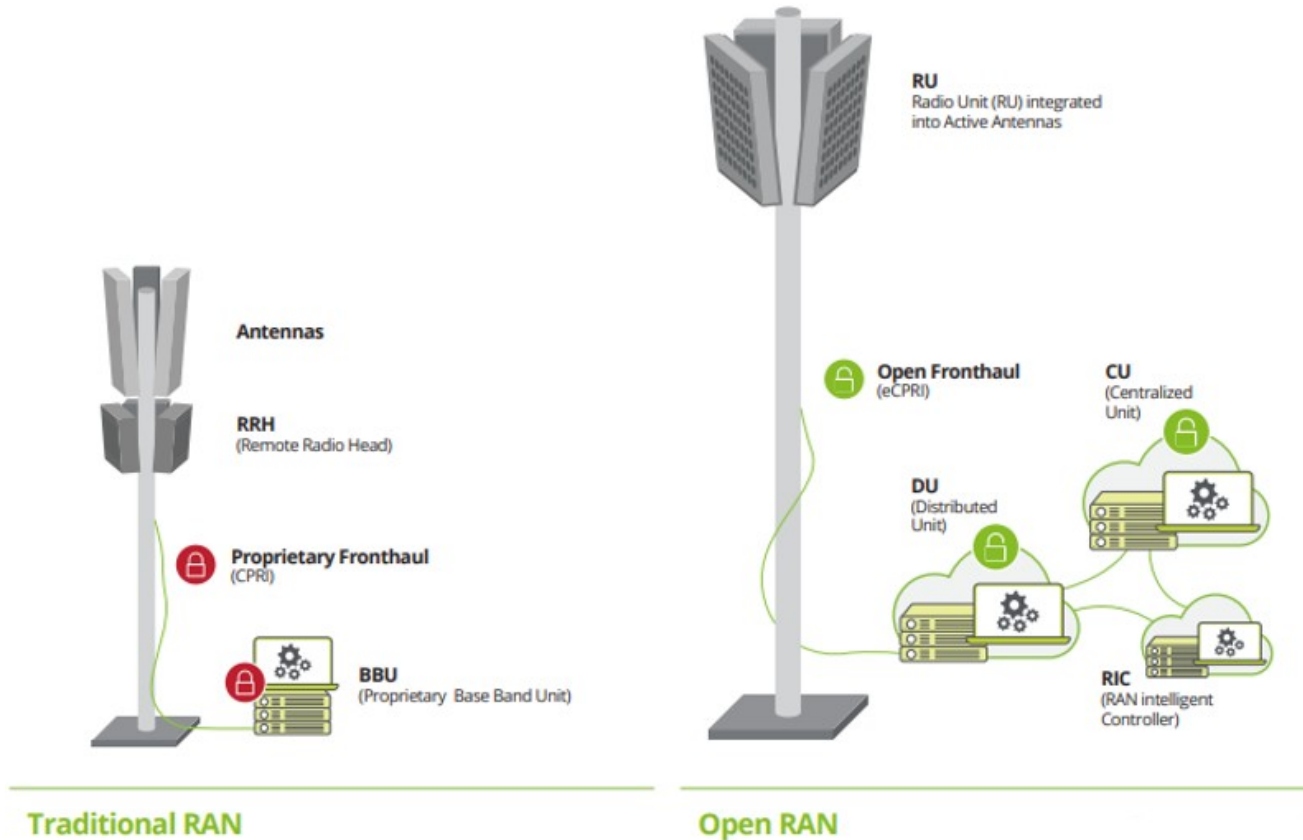 Antennas
RRH
(Remote Radio Head)
Proprietary Fronthaul
(CPRI)
BBU
(Proprietary Base Band Unit)
Traditional RAN
RU
Radio Unit (RU) integrated
into Active Antennas
Open Fronthaul
(eCPRI)
CU
(Centralized
Unit)
DU
(Distributed
Unit)
RIC
(RAN intelligent
Controller)
Open RAN